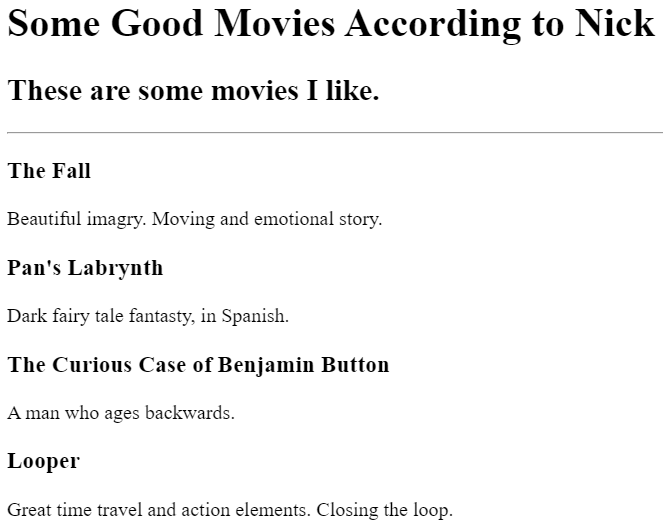 Some Good Movies According to Nick
These are some movies I like.
The Fall
Beautiful imagry. Moving and emotional story.
Pan's Labrynth
Dark fairy tale fantasty, in Spanish.
The Curious Case of Benjamin Button
A man who ages backwards.
Looper
Great time travel and action elements. Closing the loop.